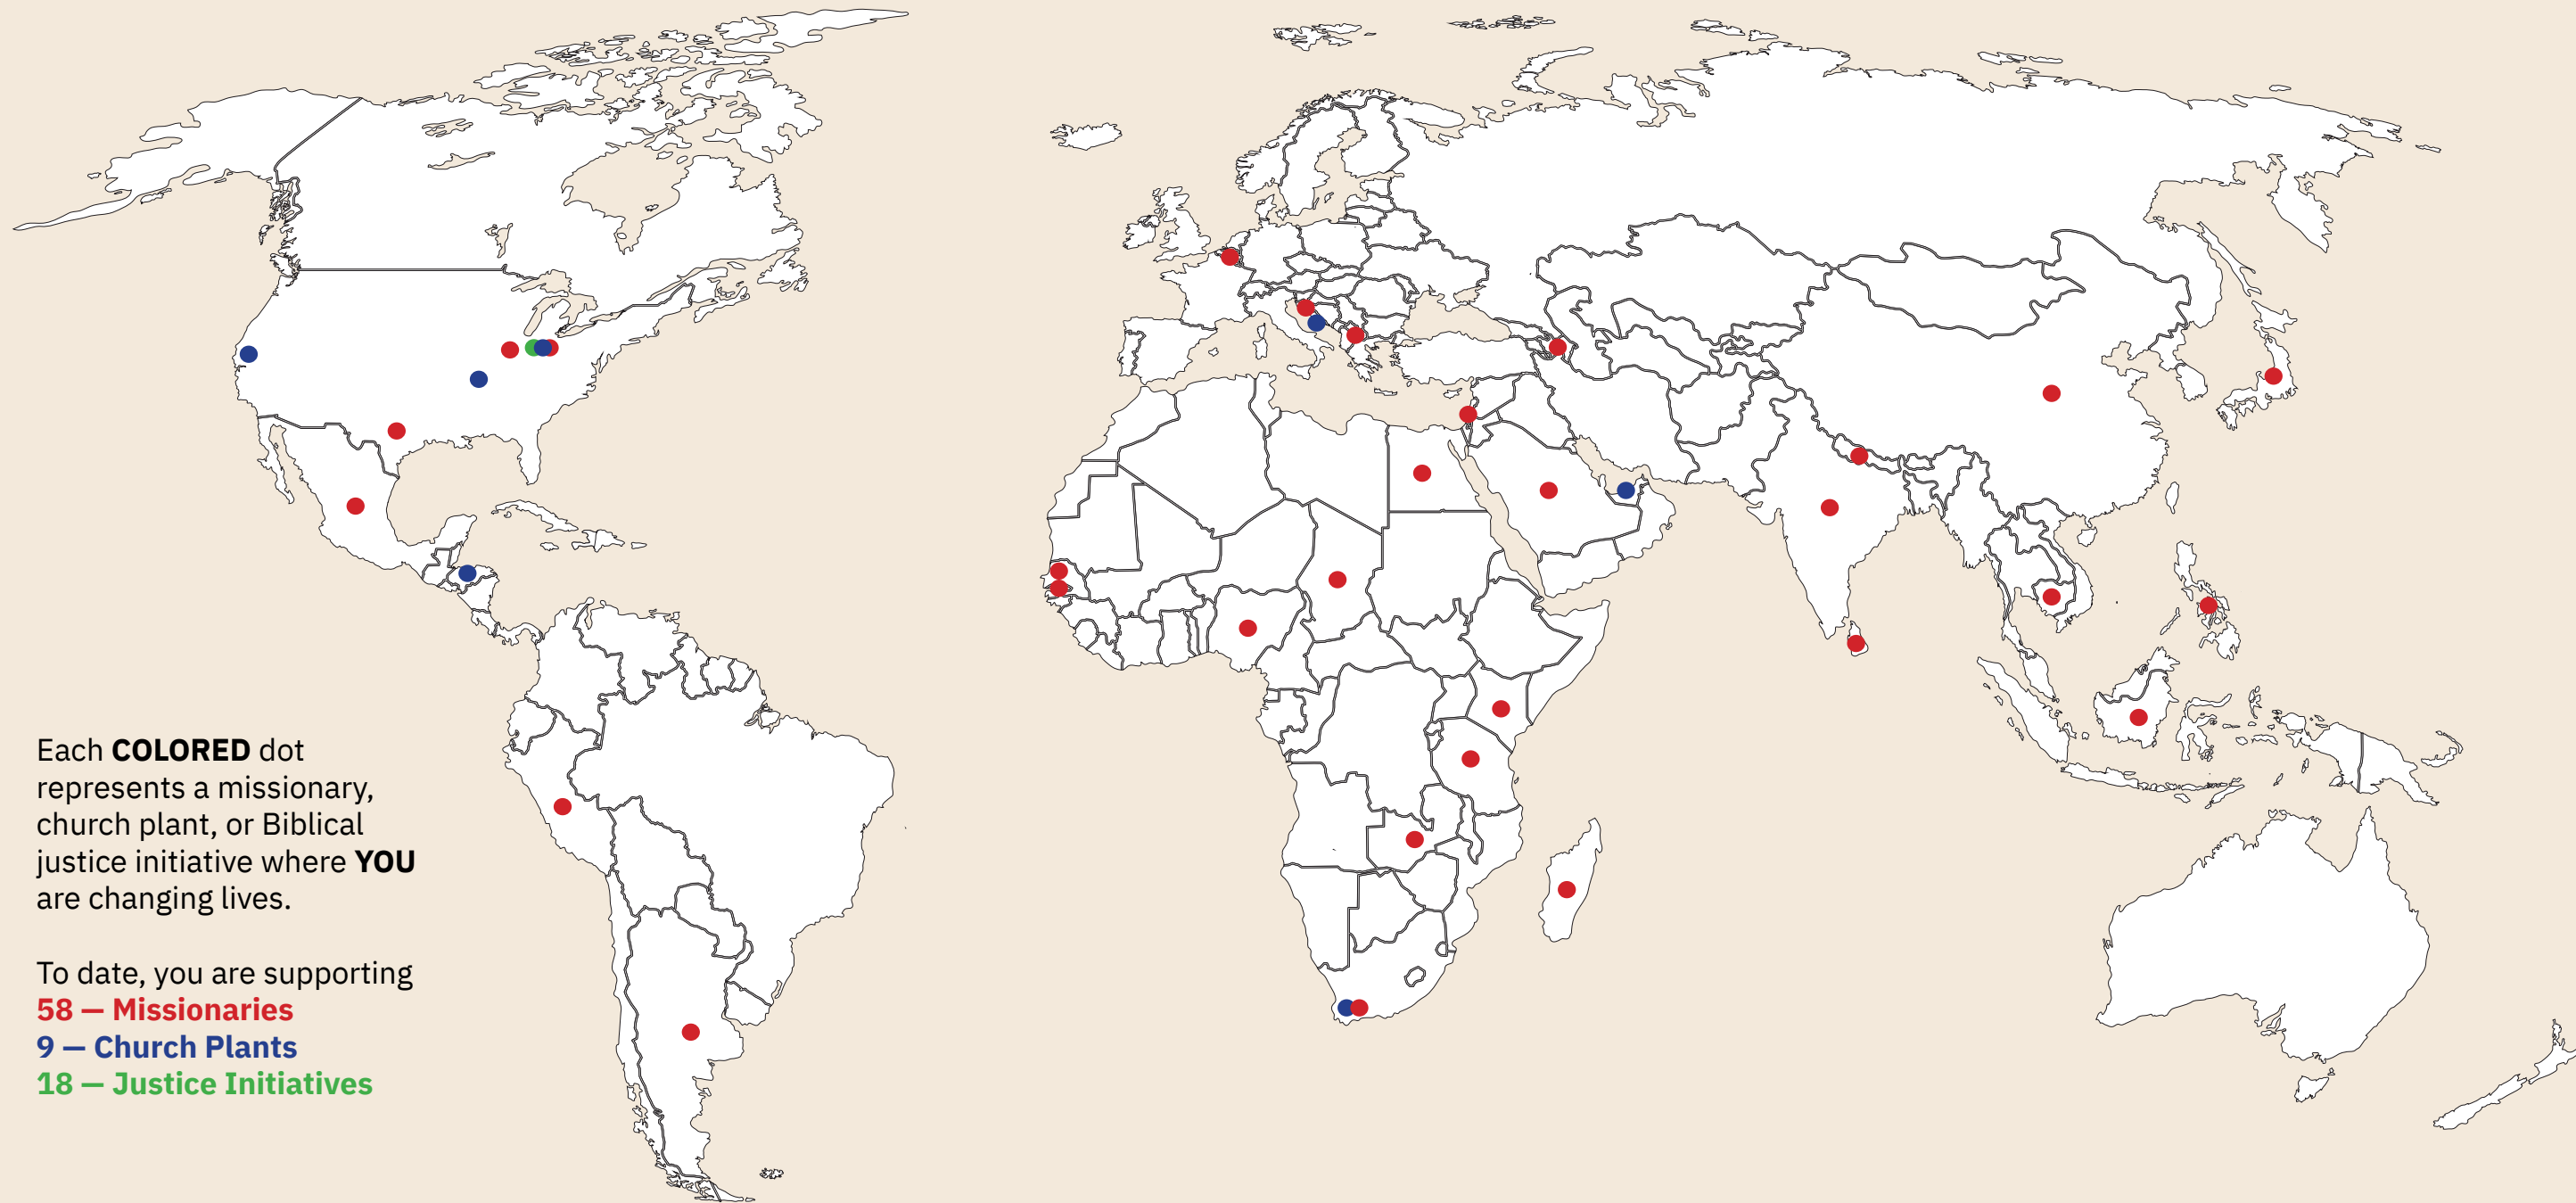 Each COLORED dot
represents a missionary,
church plant, or Biblical
justice initiative where YOU
are changing lives.
To date, you are supporting
58 — Missionaries
9 — Church Plants
18 — Justice Initiatives